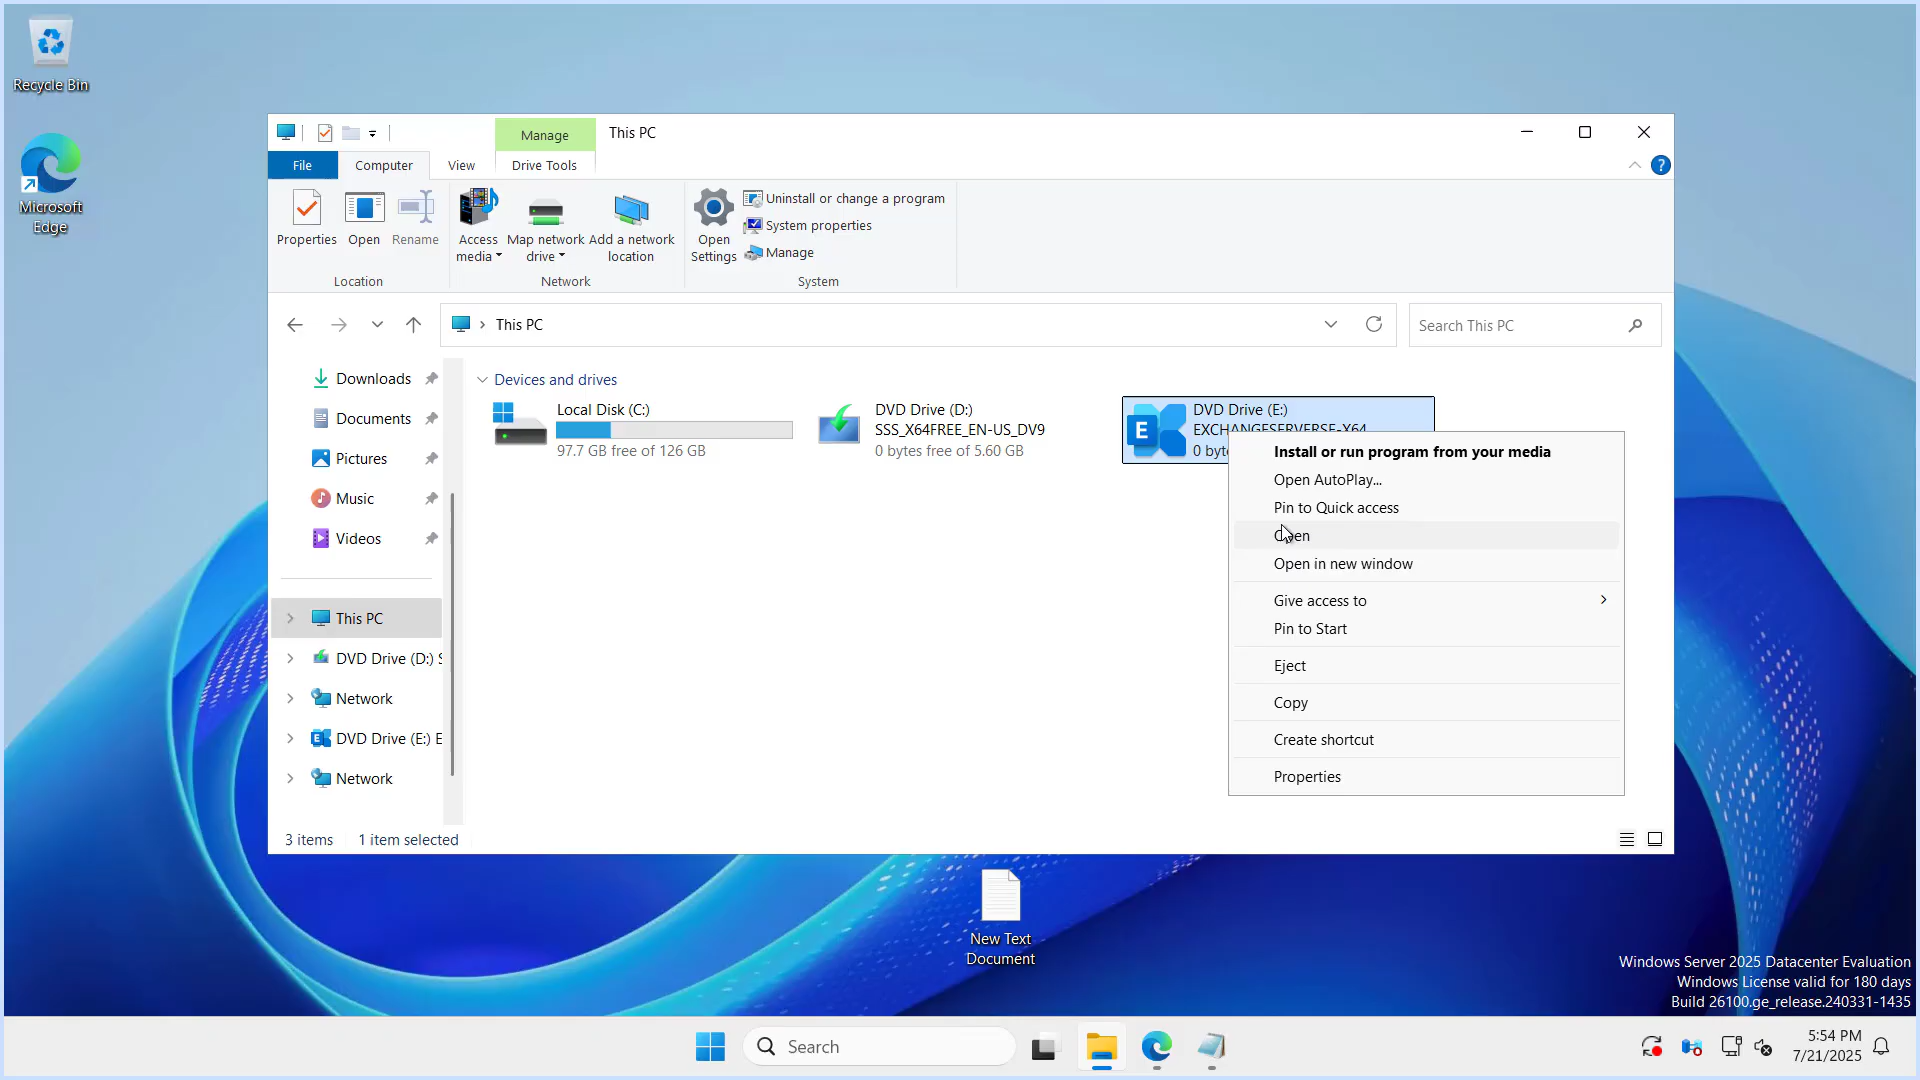 Recycle Bin
Microsoft
Edge
Manage
This PC
File
Computer
View
Drive Tools
?
Properties
Open
Rename
Access
media
Map network
drive
Add a network
location
Open
Settings
Uninstall or change a program
System properties
Manage
Location
Network
System
This PC
Search This PC
Downloads
Documents
Pictures
Music
Videos
This PC
DVD Drive (D:) S
Network
DVD Drive (E:) E
Network
Devices and drives
Local Disk (C:)
97.7 GB free of 126 GB
DVD Drive (D:)
SSS_X64FREE_EN-US_DV9
0 bytes free of 5.60 GB
E
DVD Drive (E:)
EXCHANGESERVERSE-X64
0 byte
Install or run program from your media
Open AutoPlay...
Pin to Quick access
Open
Open in new window
Give access to
Pin to Start
Eject
Copy
Create shortcut
Properties
3 items
1 item selected
New Text
Document
Windows Server 2025 Datacenter Evaluation
Windows License valid for 180 days
Build 26100.ge_release.240331-1435
Search
5:54 PM
7/21/2025